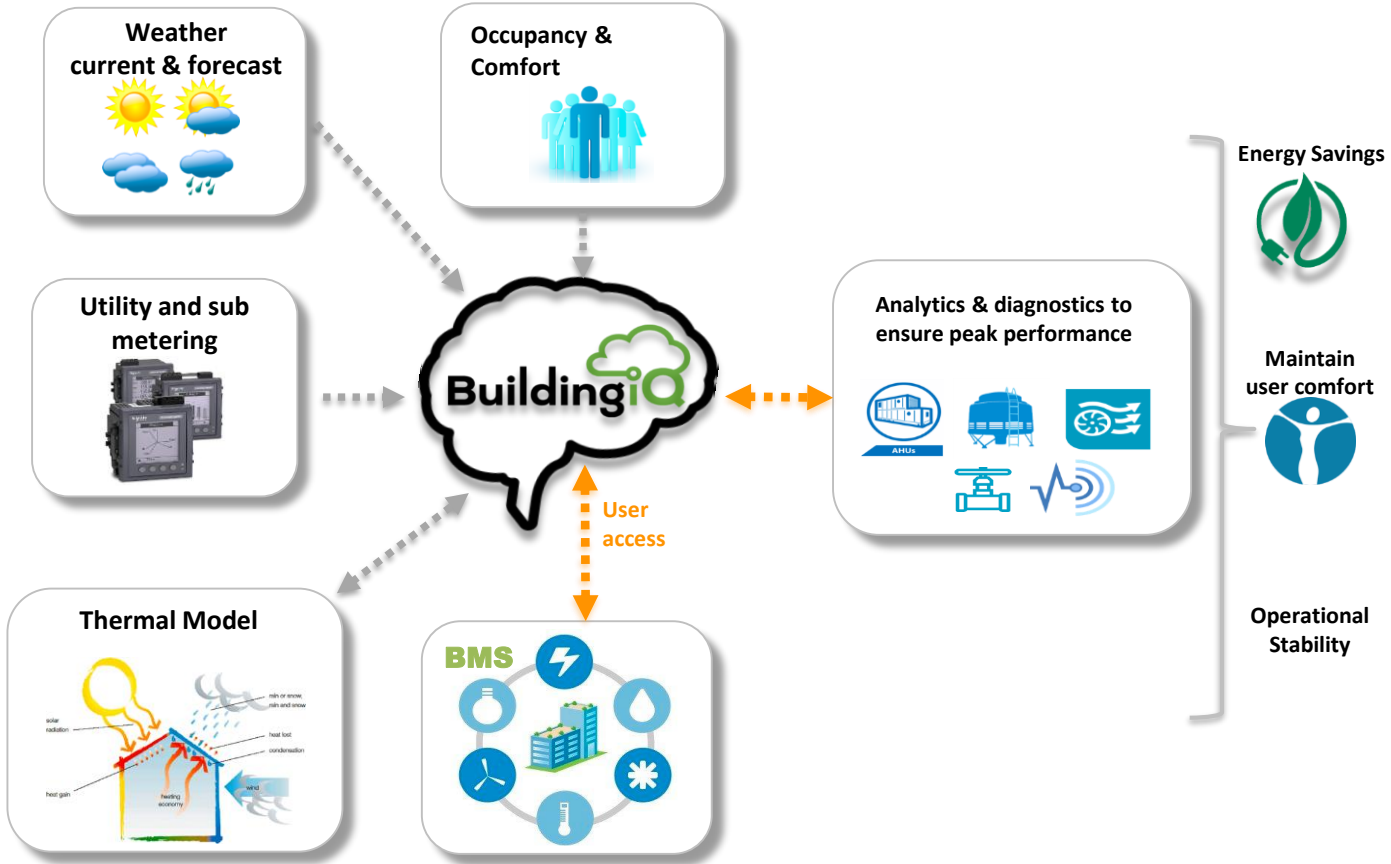 Weather
current & forecast
Occupancy &
Comfort
Utility and sub
metering
BuildingiQ
Analytics & diagnostics to
ensure peak performance
AHUs
Energy Savings
Maintain
user comfort
Operational
Stability
User
access
Thermal Model
solar
radiation
rain or snow,
rain and snow
heat lost
condensation
heat gain
heating
economy
wind
BMS